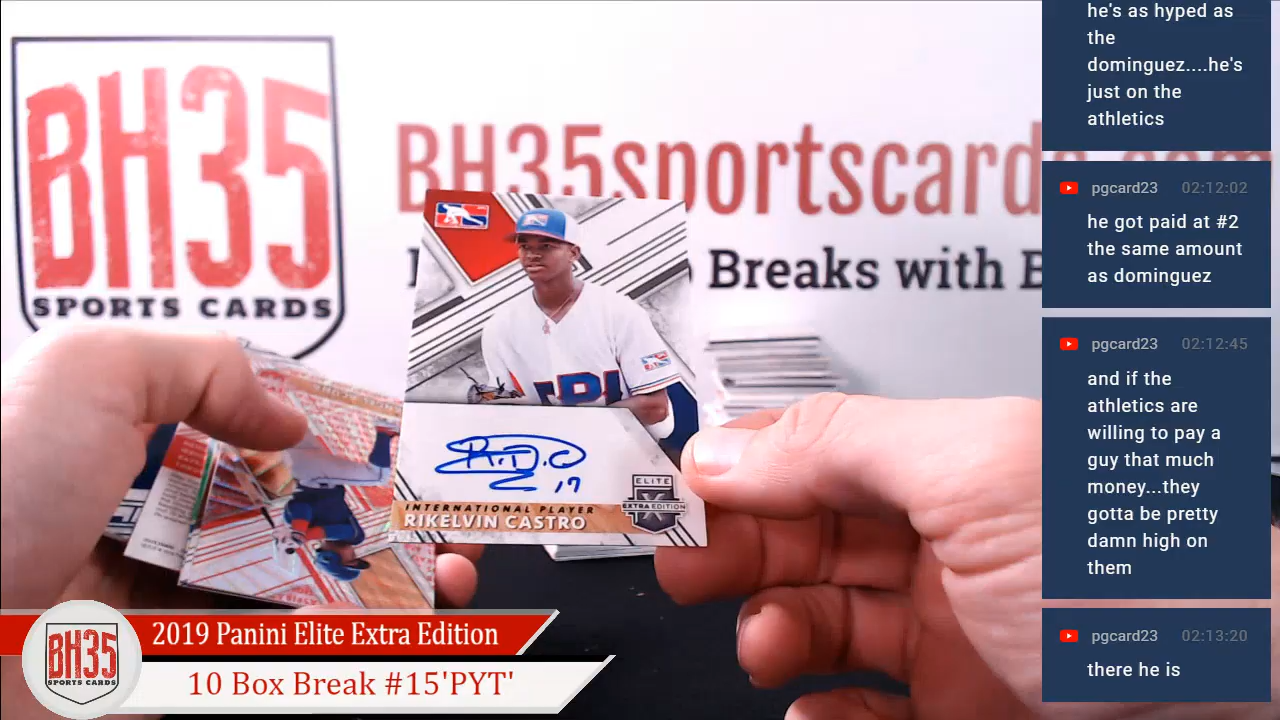 BH35
SPORTS CARDS
BH35sportscards.com
Breaks with B
INTERNATIONAL PLAYER
RIKELVIN CASTRO
ELITE
EXTRA EDITION
17
BH35
SPORTS CARDS
2019 Panini Elite Extra Edition
10 Box Break #15'PYT'
he's as hyped as
the
dominguez....he's
just on the
athletics
pgcard23 02:12:02
he got paid at #2
the same amount
as dominguez
pgcard23 02:12:45
and if the
athletics are
willing to pay a
guy that much
money...they
gotta be pretty
damn high on
them
pgcard23 02:13:20
there he is